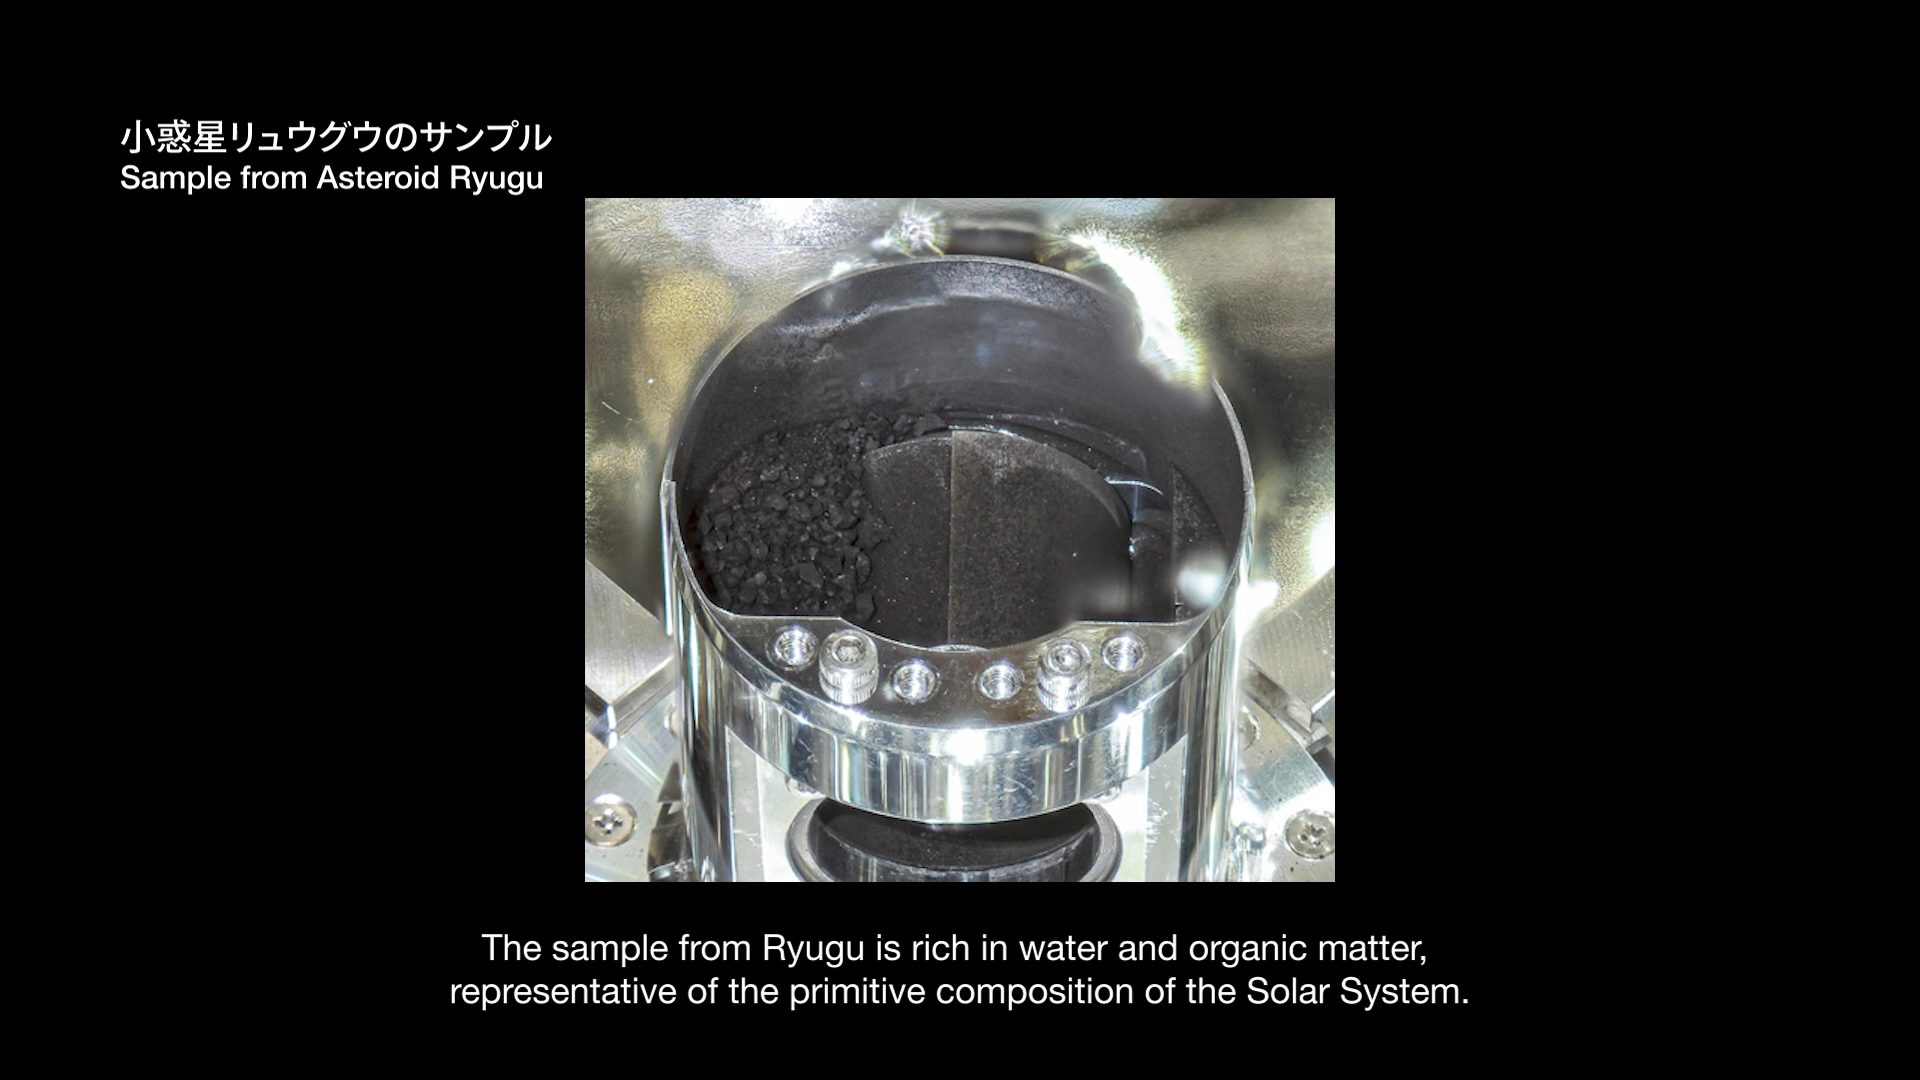 小惑星リュウグウのサンプル
Sample from Asteroid Ryugu
The sample from Ryugu is rich in water and organic matter,
representative of the primitive composition of the Solar System.